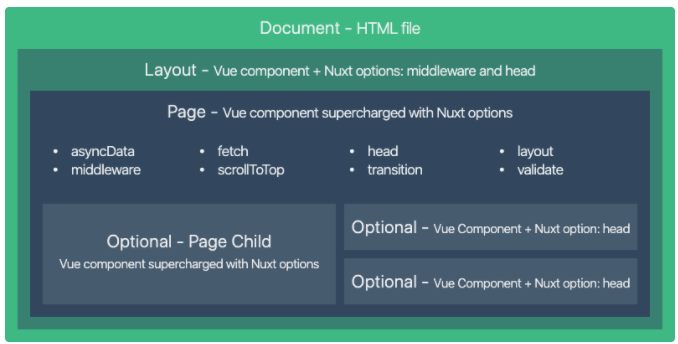 Document - HTML file
Layout - Vue component + Nuxt options: middleware and head
Page - Vue component supercharged with Nuxt options
• asyncData • fetch • head • layout
• middleware • scrollToTop • transition • validate
Optional - Page Child
Vue component supercharged with Nuxt options
Optional - Vue Component + Nuxt option: head
Optional - Vue Component + Nuxt option: head